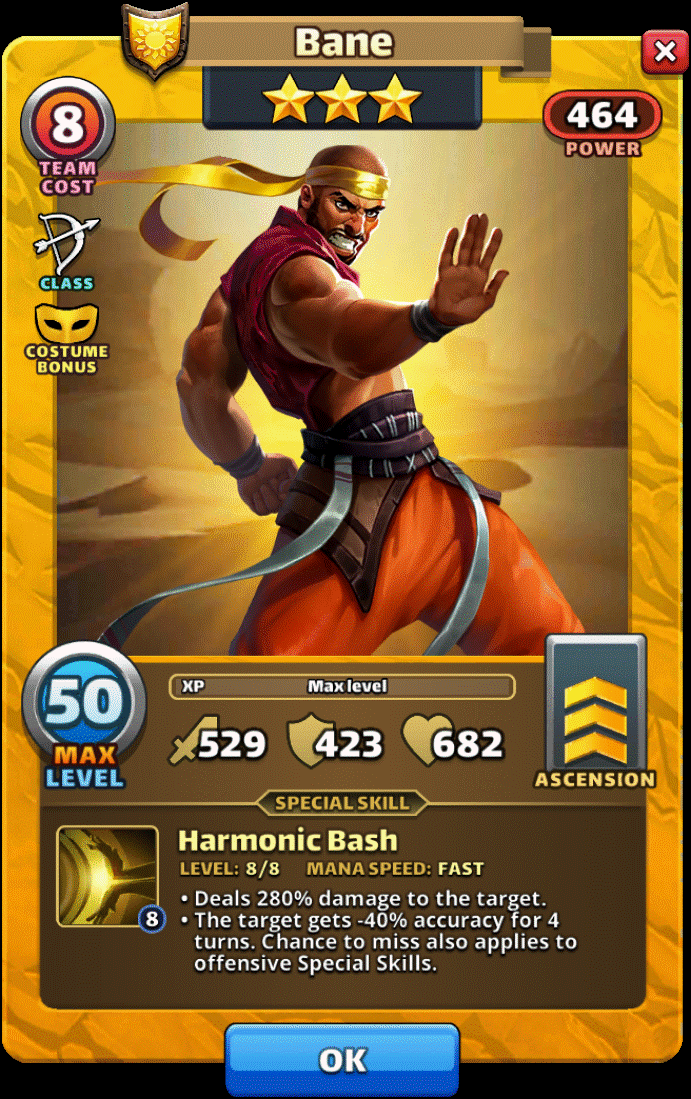 Bane
8
TEAM
COST
464
POWER
CLASS
COSTUME
BONUS
50
MAX
LEVEL
XP Max level
529 423 682
ASCENSION
SPECIAL SKILL
Harmonic Bash
LEVEL: 8/8 MANA SPEED: FAST
8
• Deals 280% damage to the target.
• The target gets -40% accuracy for 4
turns. Chance to miss also applies to
offensive Special Skills.
OK